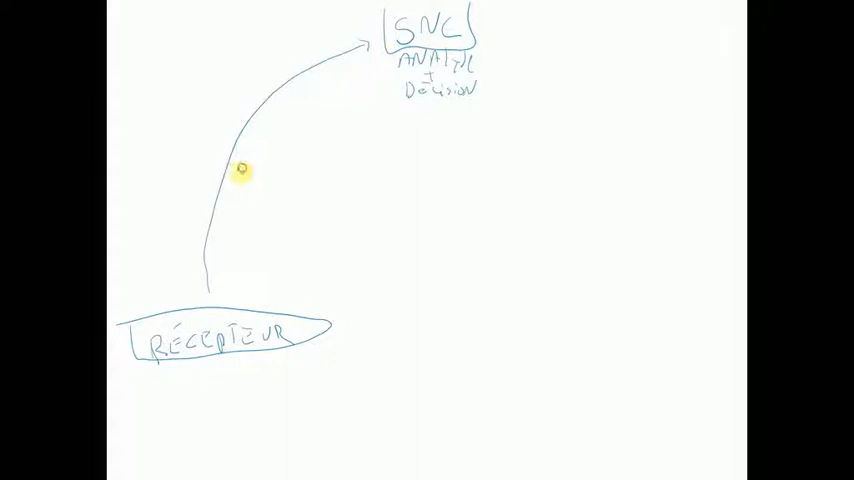 SNC
ANALYSE
+
Décision
RÉCEPTEUR